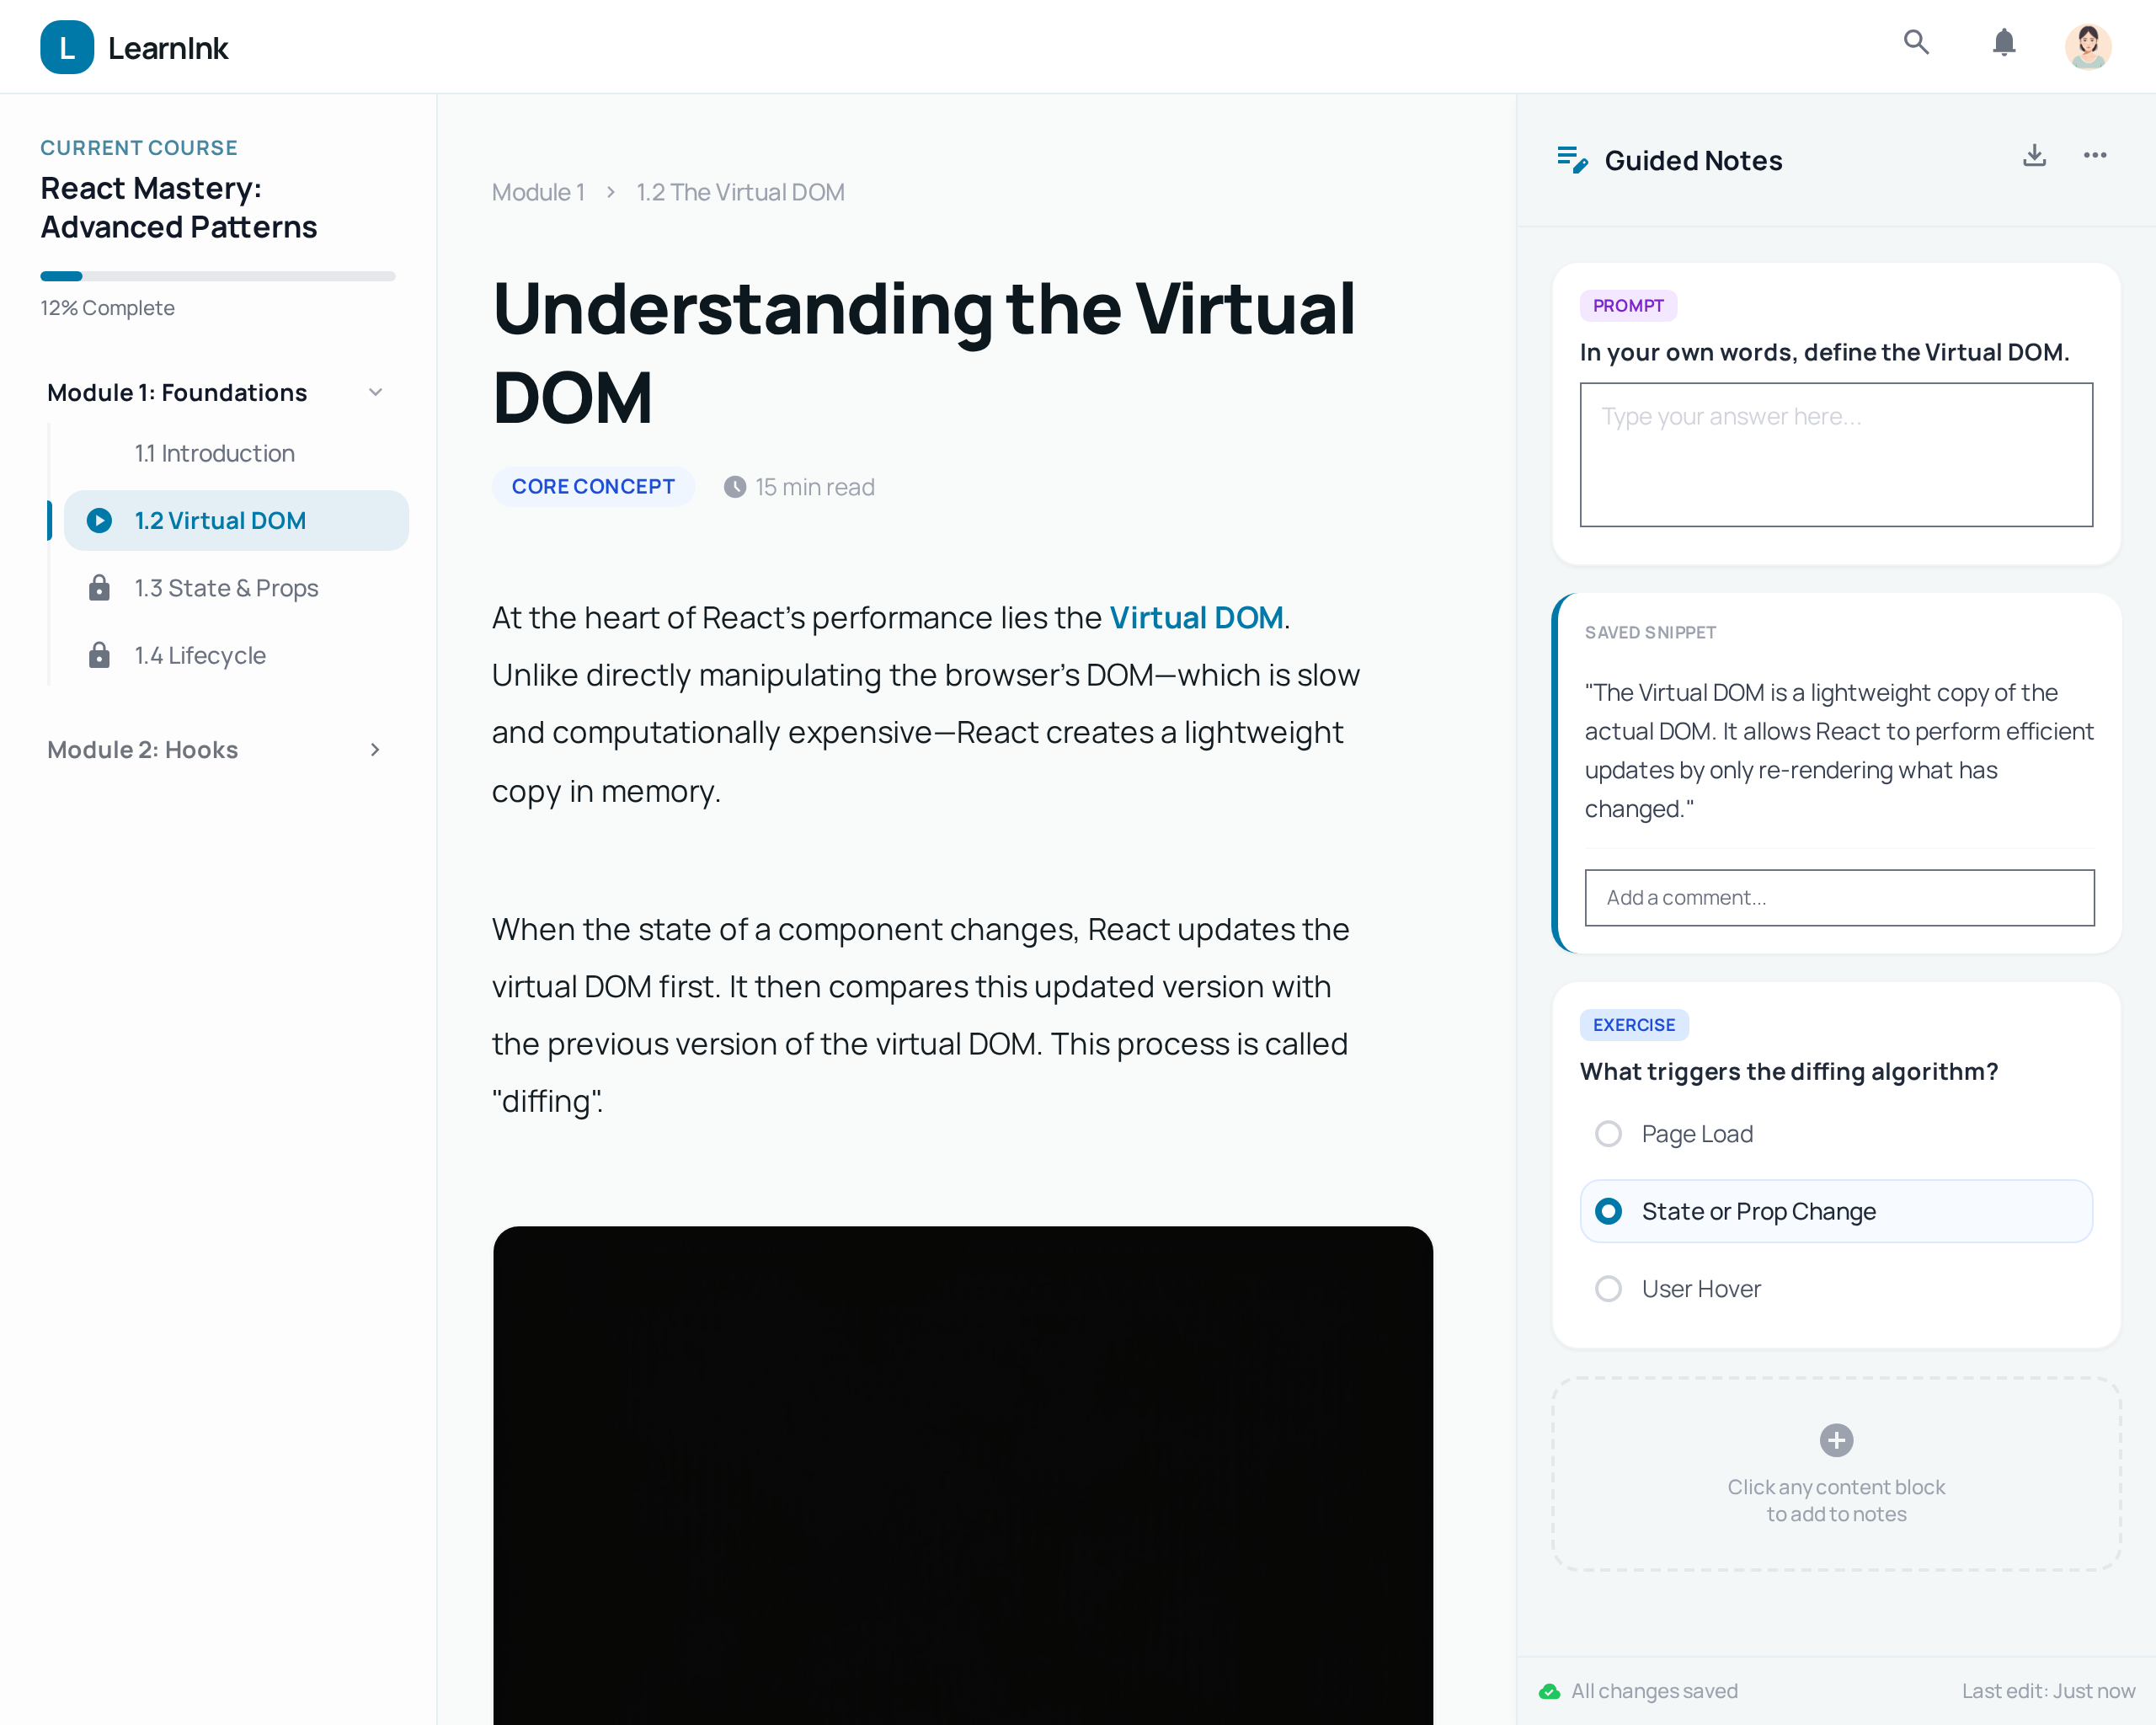 L LearnInk
CURRENT COURSE
React Mastery:
Advanced Patterns
12% Complete
Module 1: Foundations
1.1 Introduction
1.2 Virtual DOM
1.3 State & Props
1.4 Lifecycle
Module 2: Hooks
Module 1 > 1.2 The Virtual DOM
Understanding the Virtual
DOM
CORE CONCEPT 15 min read
At the heart of React’s performance lies the Virtual DOM.
Unlike directly manipulating the browser’s DOM—which is slow
and computationally expensive—React creates a lightweight
copy in memory.
When the state of a component changes, React updates the
virtual DOM first. It then compares this updated version with
the previous version of the virtual DOM. This process is called
"diffing".
Guided Notes
PROMPT
In your own words, define the Virtual DOM.
Type your answer here...
SAVED SNIPPET
"The Virtual DOM is a lightweight copy of the
actual DOM. It allows React to perform efficient
updates by only re-rendering what has
changed."
Add a comment...
EXERCISE
What triggers the diffing algorithm?
Page Load
State or Prop Change
User Hover
Click any content block
to add to notes
All changes saved
Last edit: Just now